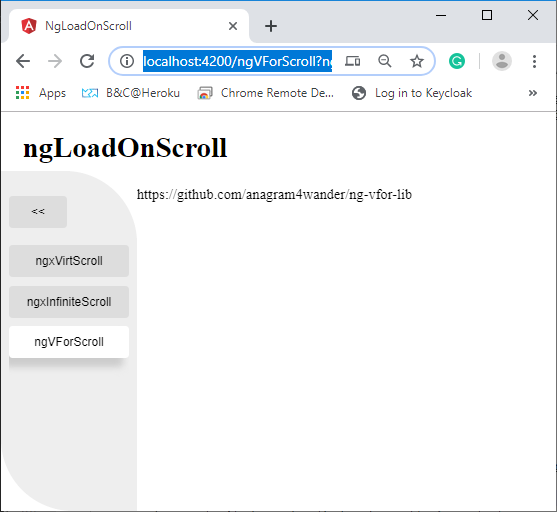 NgLoadOnScroll
localhost:4200/ngVForScroll?n
Apps B&C@Heroku Chrome Remote De... Log in to Keycloak »
ngLoadOnScroll
<<
https://github.com/anagram4wander/ng-vfor-lib
ngxVirtScroll
ngxInfiniteScroll
ngVForScroll